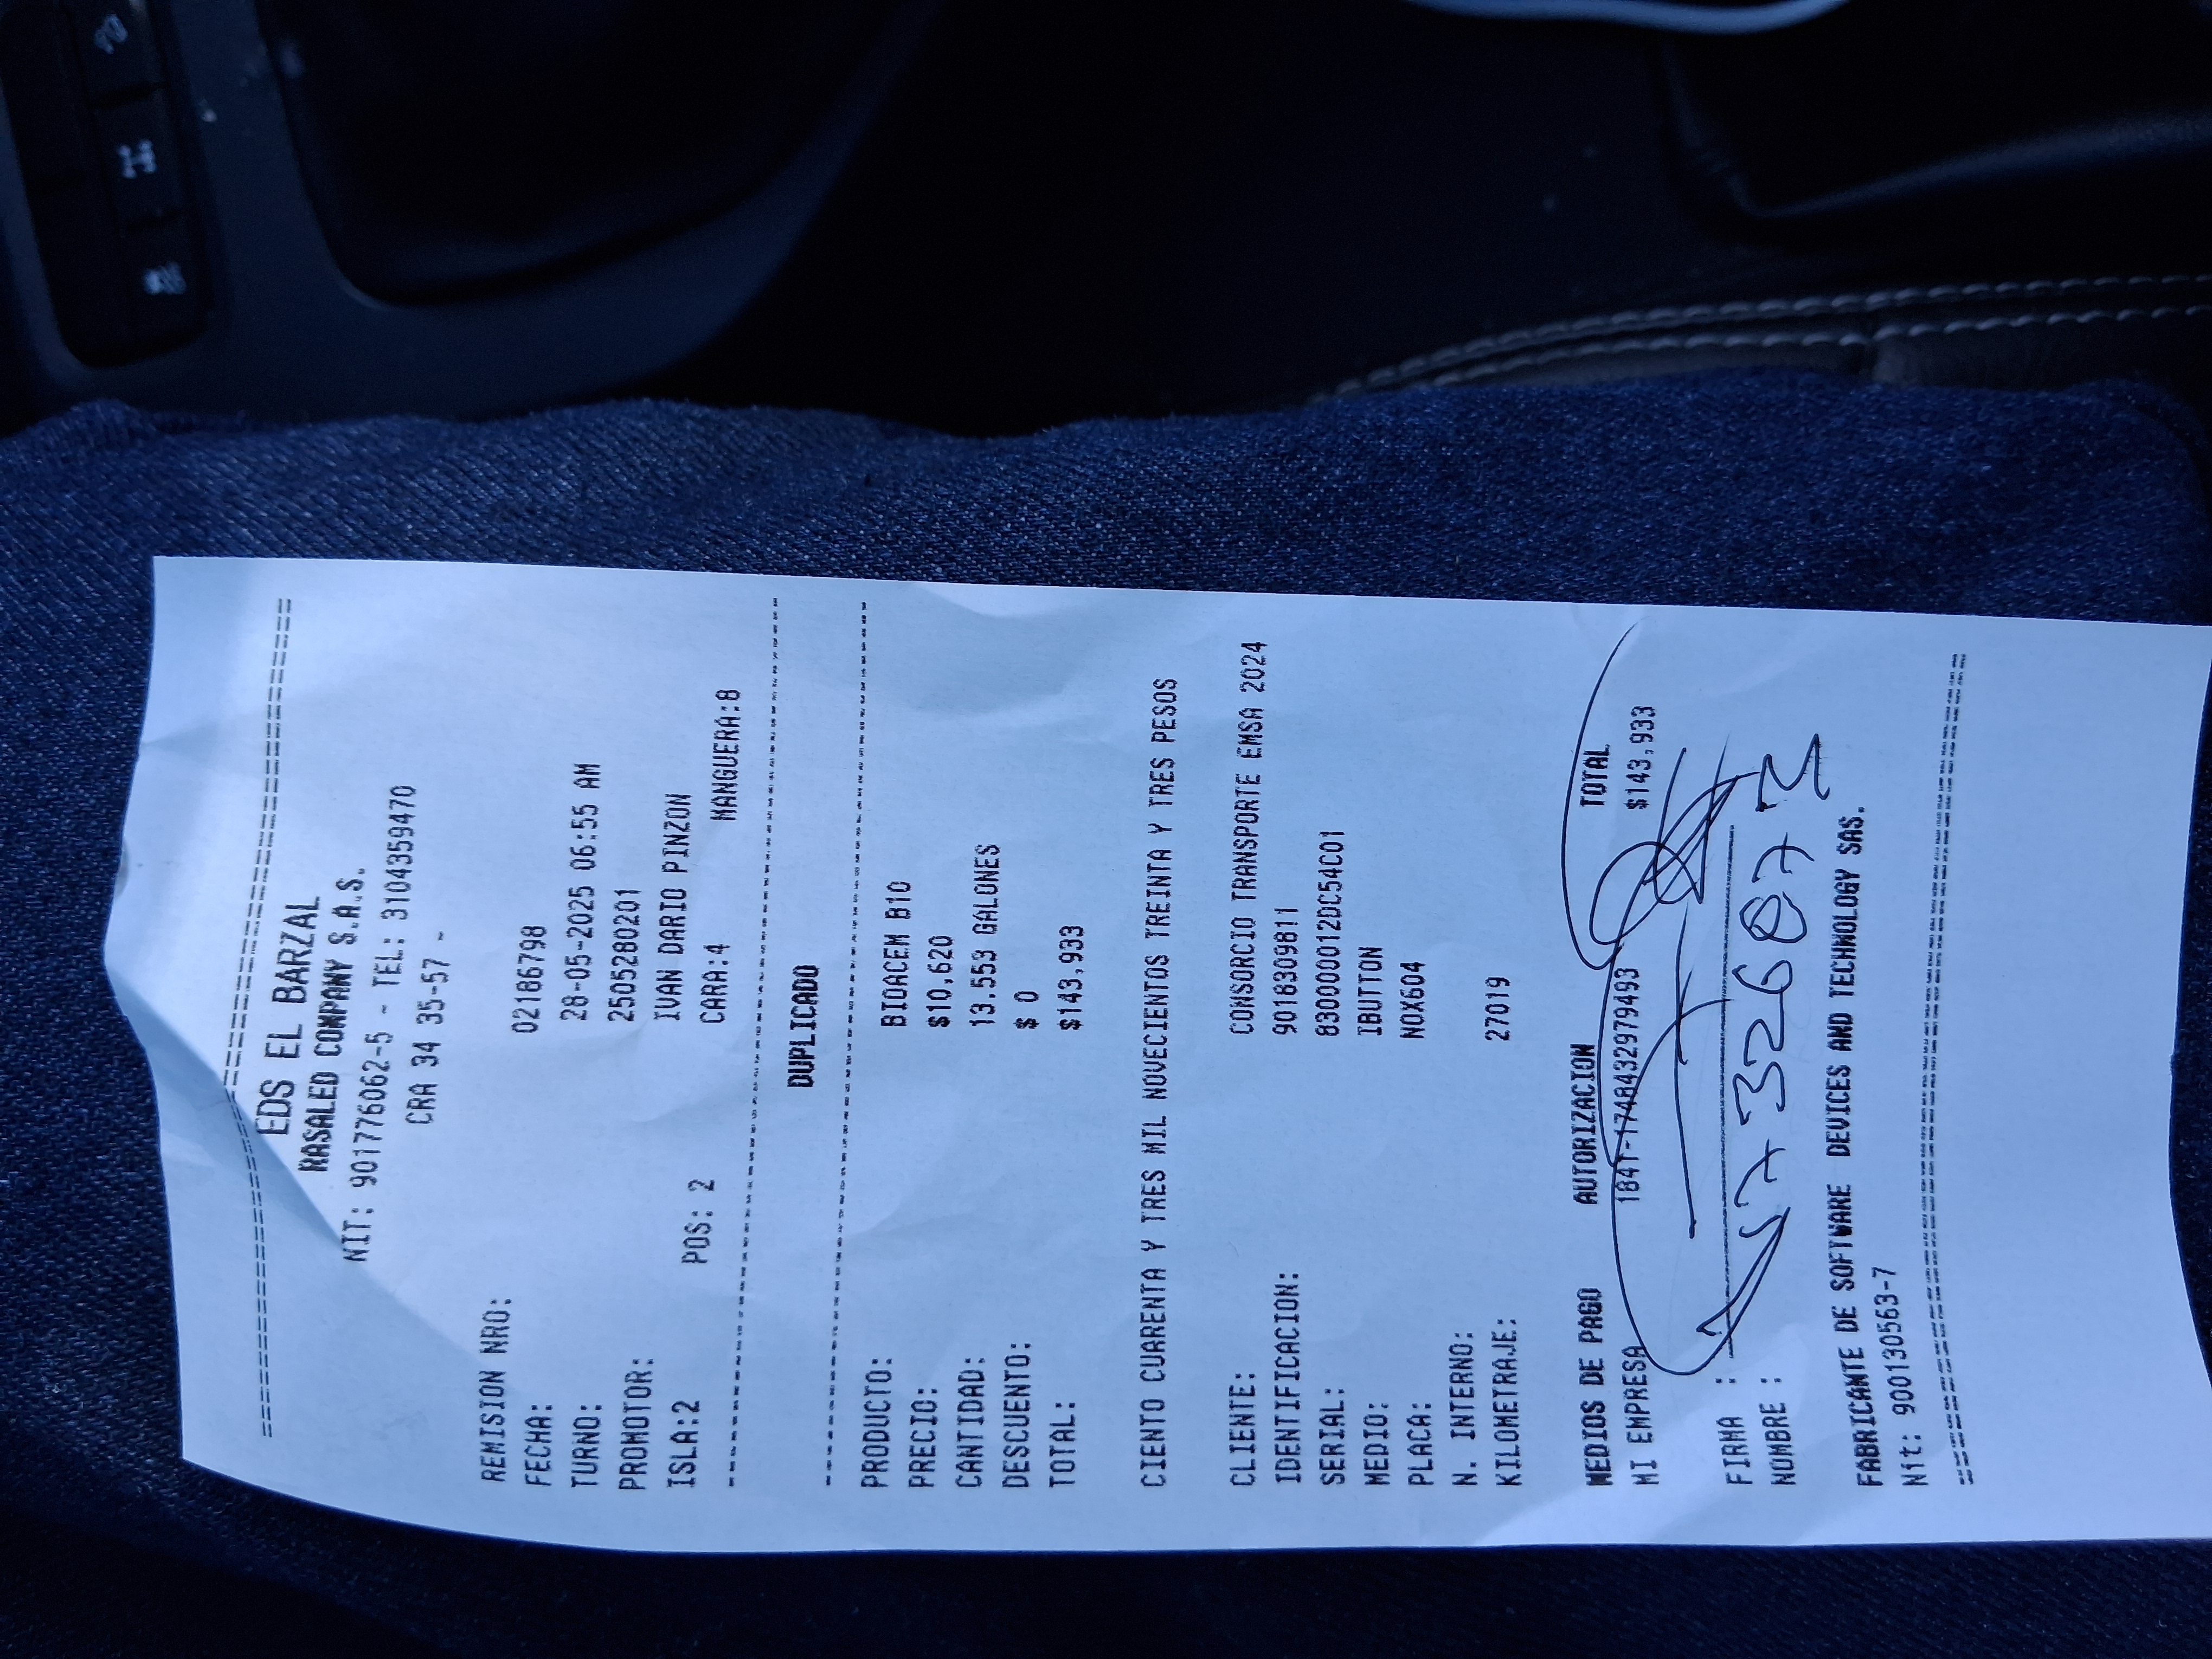 EDS EL BARZAL
RASALED COMPANY S.A.S.
NIT: 901776062-5 - TEL: 3104359470
CRA 34 35-57 -
REMISION NRO: 02186798
FECHA: 28-05-2025 06:55 AM
TURNO: 2505280201
PROMOTOR: IVAN DARIO PINZON
ISLA:2 POS: 2 CARA:4 MANGUERA:8
DUPLICADO
PRODUCTO: BIOACEM B10
PRECIO: $10,620
CANTIDAD: 13.553 GALONES
DESCUENTO: $ 0
TOTAL: $143,933
CIENTO CUARENTA Y TRES MIL NOVECIENTOS TREINTA Y TRES PESOS
CLIENTE: CONSORCIO TRANSPORTE EMSA 2024
IDENTIFICACION: 9018309811
SERIAL: 830000012DC54C01
MEDIO: IBUTTON
PLACA: NOX604
N. INTERNO:
KILOMETRAJE: 27019
MEDIOS DE PAGO AUTORIZACION TOTAL
MI EMPRESA 1841-1748432979493 $143,933
FIRMA :
NOMBRE : 17326872
FABRICANTE DE SOFTWARE DEVICES AND TECHNOLOGY SAS.
Nit: 900130563-7